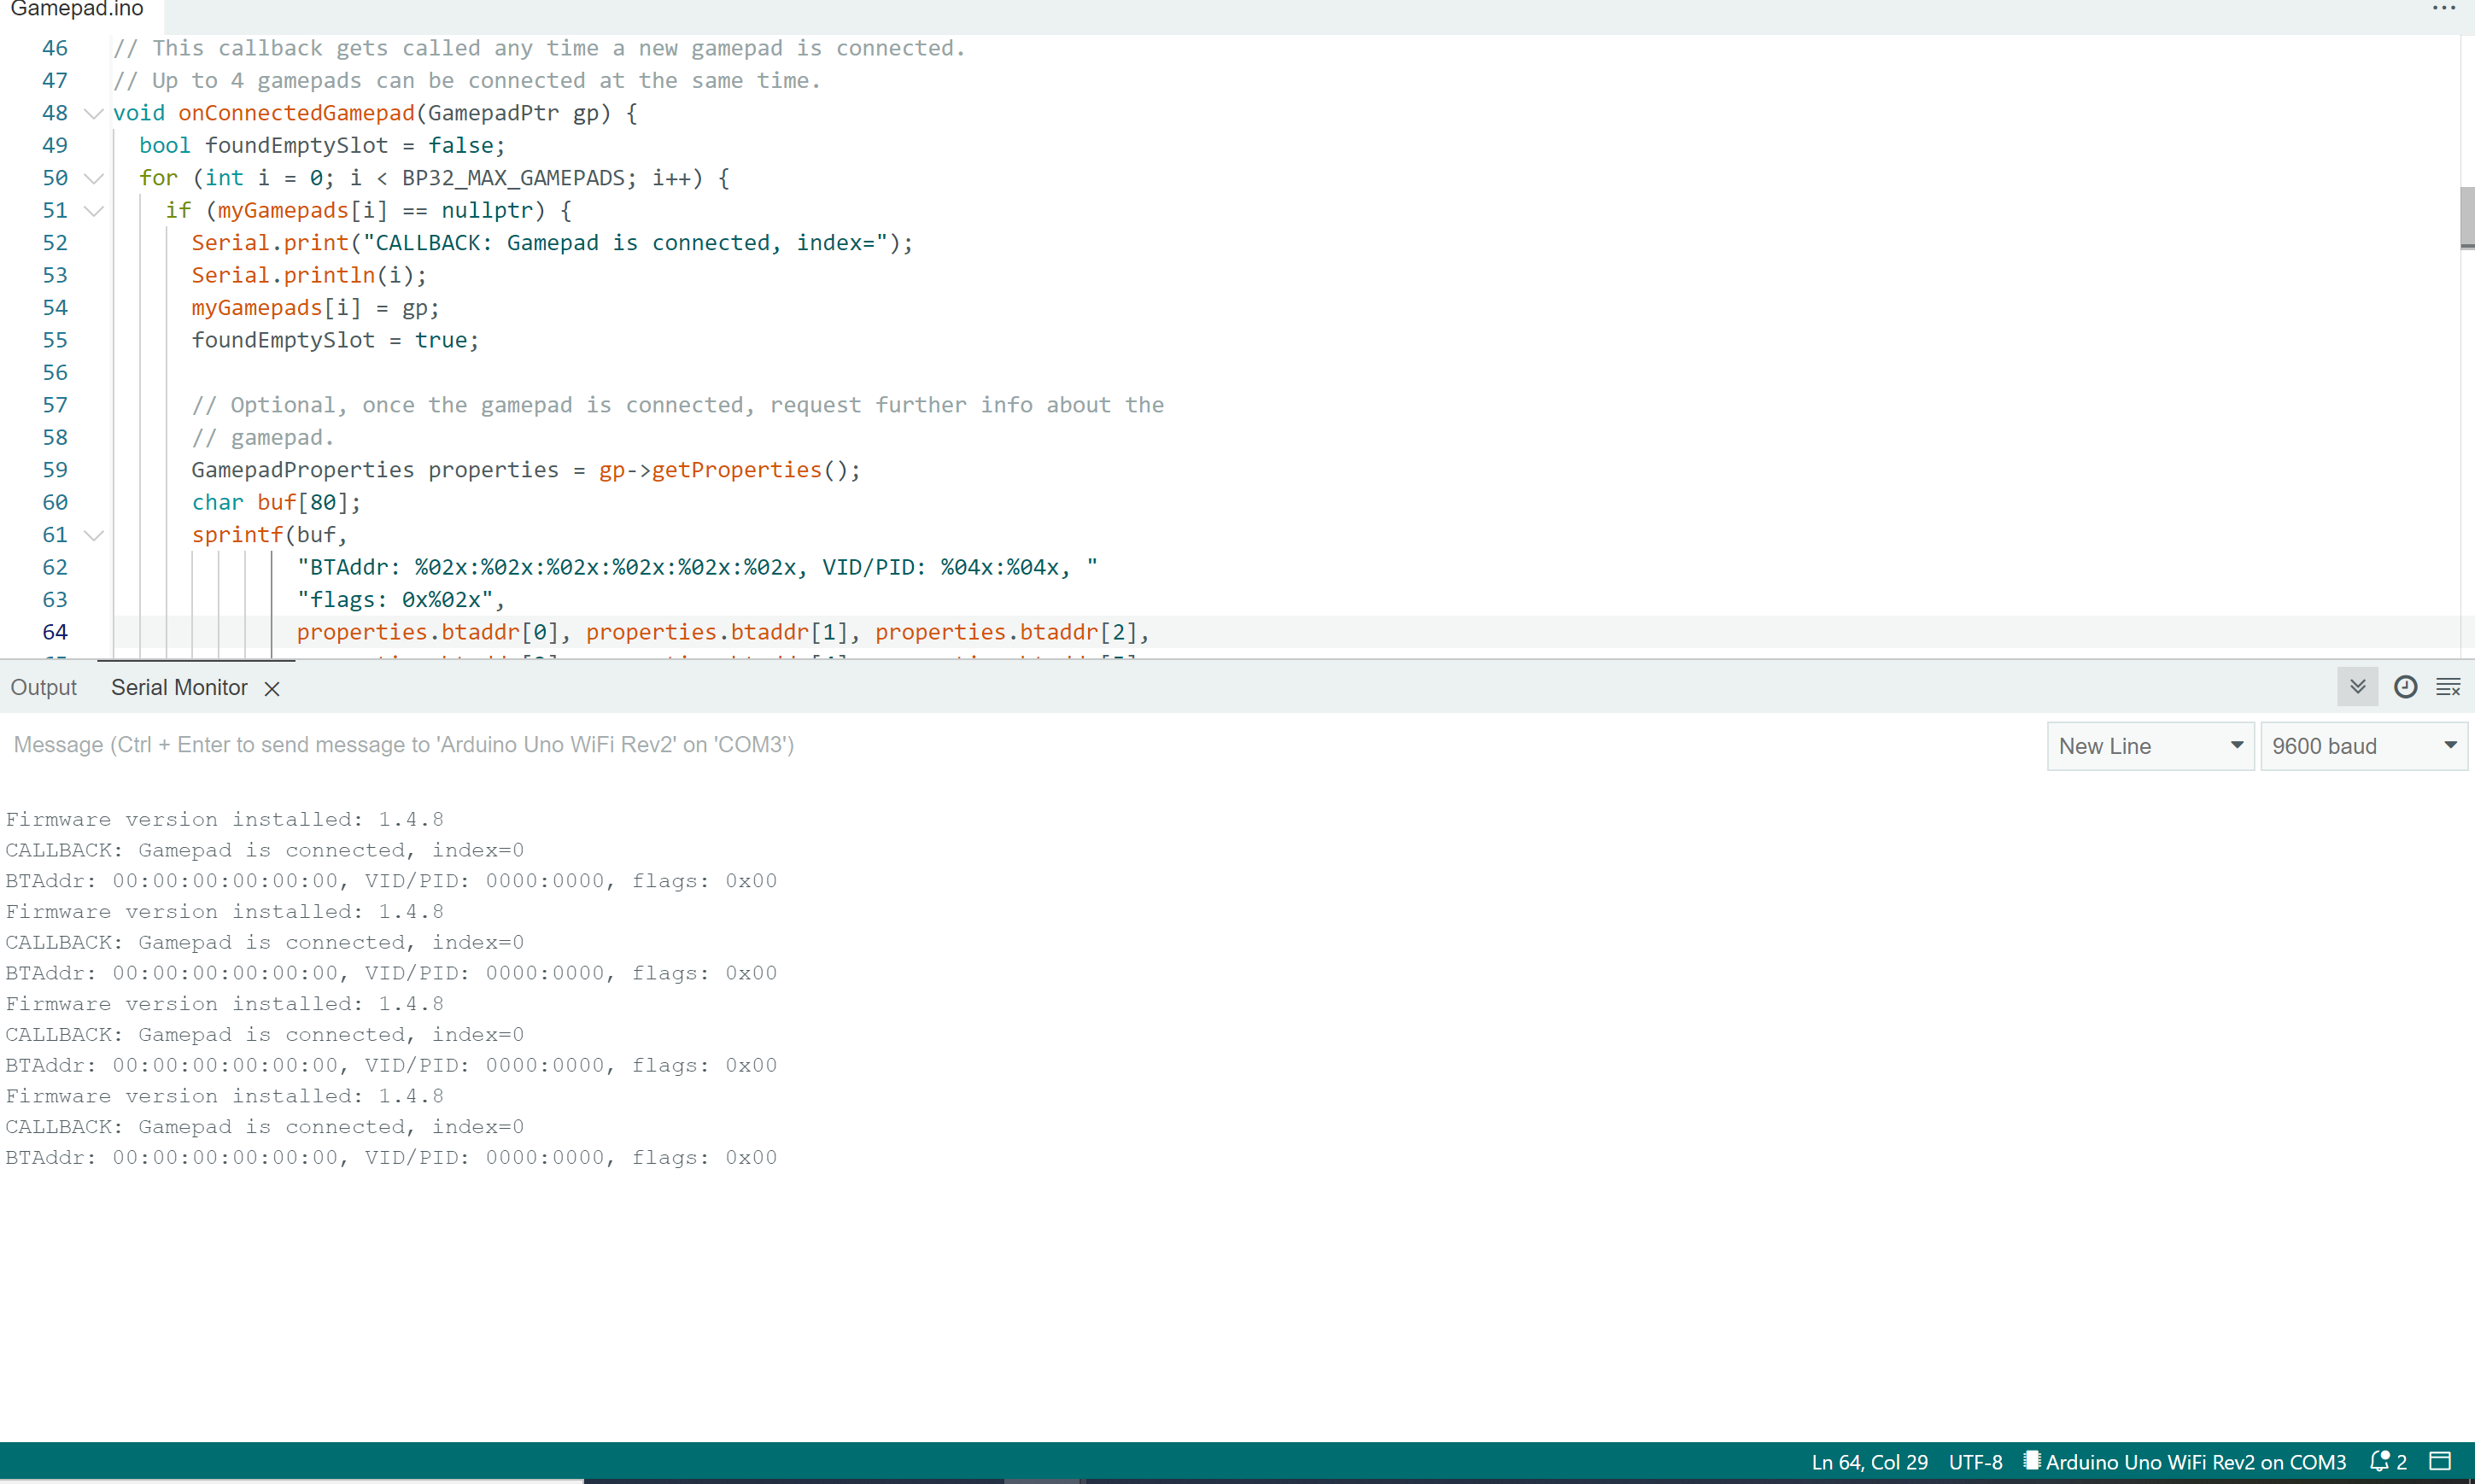 Gamepad.ino
46 // This callback gets called any time a new gamepad is connected.
47 // Up to 4 gamepads can be connected at the same time.
48 void onConnectedGamepad(GamepadPtr gp) {
49 bool foundEmptySlot = false;
50 for (int i = 0; i < BP32_MAX_GAMEPADS; i++) {
51 if (myGamepads[i] == nullptr) {
52 Serial.print("CALLBACK: Gamepad is connected, index=");
53 Serial.println(i);
54 myGamepads[i] = gp;
55 foundEmptySlot = true;
56
57 // Optional, once the gamepad is connected, request further info about the
58 // gamepad.
59 GamepadProperties properties = gp->getProperties();
60 char buf[80];
61 sprintf(buf,
62 "BTAddr: %02x:%02x:%02x:%02x:%02x:%02x, VID/PID: %04x:%04x, "
63 "flags: 0x%02x",
64 properties.btaddr[0], properties.btaddr[1], properties.btaddr[2],
Output Serial Monitor
Message (Ctrl + Enter to send message to 'Arduino Uno WiFi Rev2' on 'COM3')
New Line 9600 baud
Firmware version installed: 1.4.8
CALLBACK: Gamepad is connected, index=0
BTAddr: 00:00:00:00:00:00, VID/PID: 0000:0000, flags: 0x00
Firmware version installed: 1.4.8
CALLBACK: Gamepad is connected, index=0
BTAddr: 00:00:00:00:00:00, VID/PID: 0000:0000, flags: 0x00
Firmware version installed: 1.4.8
CALLBACK: Gamepad is connected, index=0
BTAddr: 00:00:00:00:00:00, VID/PID: 0000:0000, flags: 0x00
Firmware version installed: 1.4.8
CALLBACK: Gamepad is connected, index=0
BTAddr: 00:00:00:00:00:00, VID/PID: 0000:0000, flags: 0x00
Ln 64, Col 29 UTF-8 Arduino Uno WiFi Rev2 on COM3 2